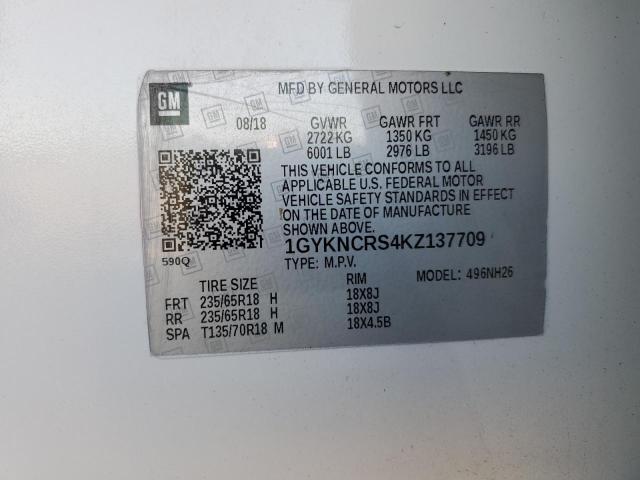 GM
MFD BY GENERAL MOTORS LLC
08/18 GVWR GAWR FRT GAWR RR
2722 KG 1350 KG 1450 KG
6001 LB 2976 LB 3196 LB
THIS VEHICLE CONFORMS TO ALL
APPLICABLE U.S. FEDERAL MOTOR
VEHICLE SAFETY STANDARDS IN EFFECT
ON THE DATE OF MANUFACTURE
SHOWN ABOVE.
1GYKNCRS4KZ137709
590Q
TYPE: M.P.V. MODEL: 496NH26
TIRE SIZE RIM
FRT 235/65R18 H 18X8J
RR 235/65R18 H 18X8J
SPA T135/70R18 M 18X4.5B